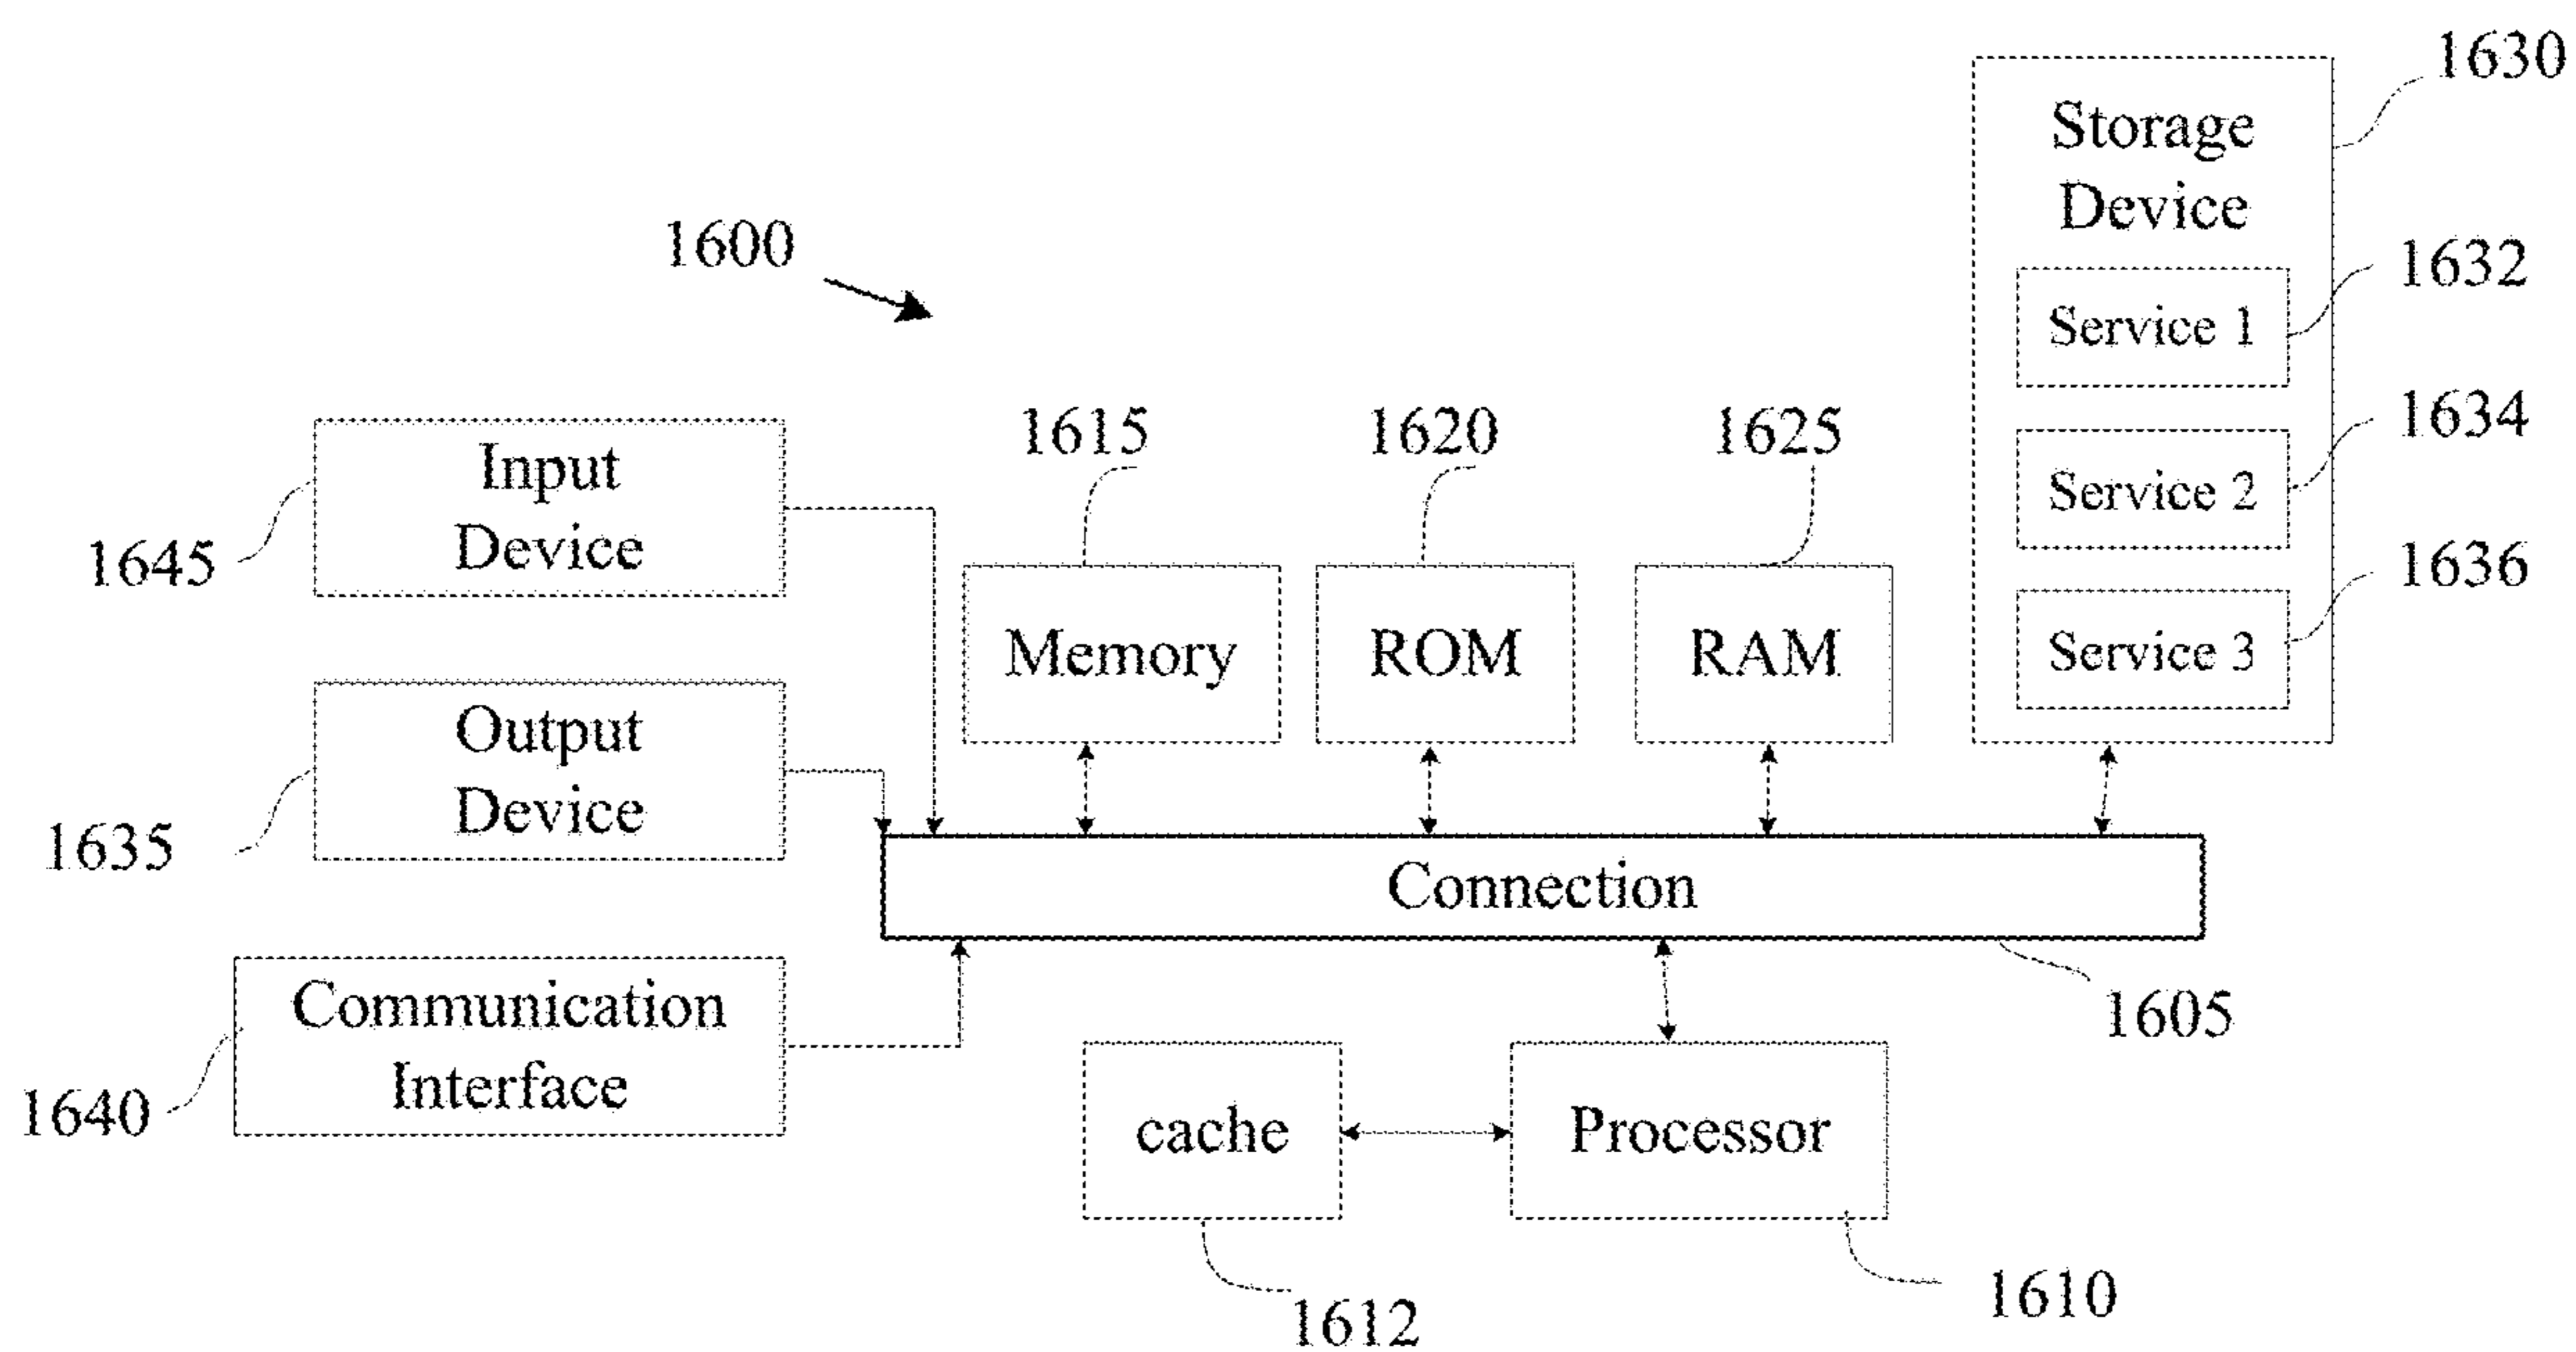 1630
Storage
Device
1600
1632
Service 1
1615
1620
1625
1634
Input
Device
Service 2
1645
1636
Memory
ROM
RAM
Service 3
Output
Device
1635
Connection
Communication
Interface
1605
1640
cache
Processor
1612
1610